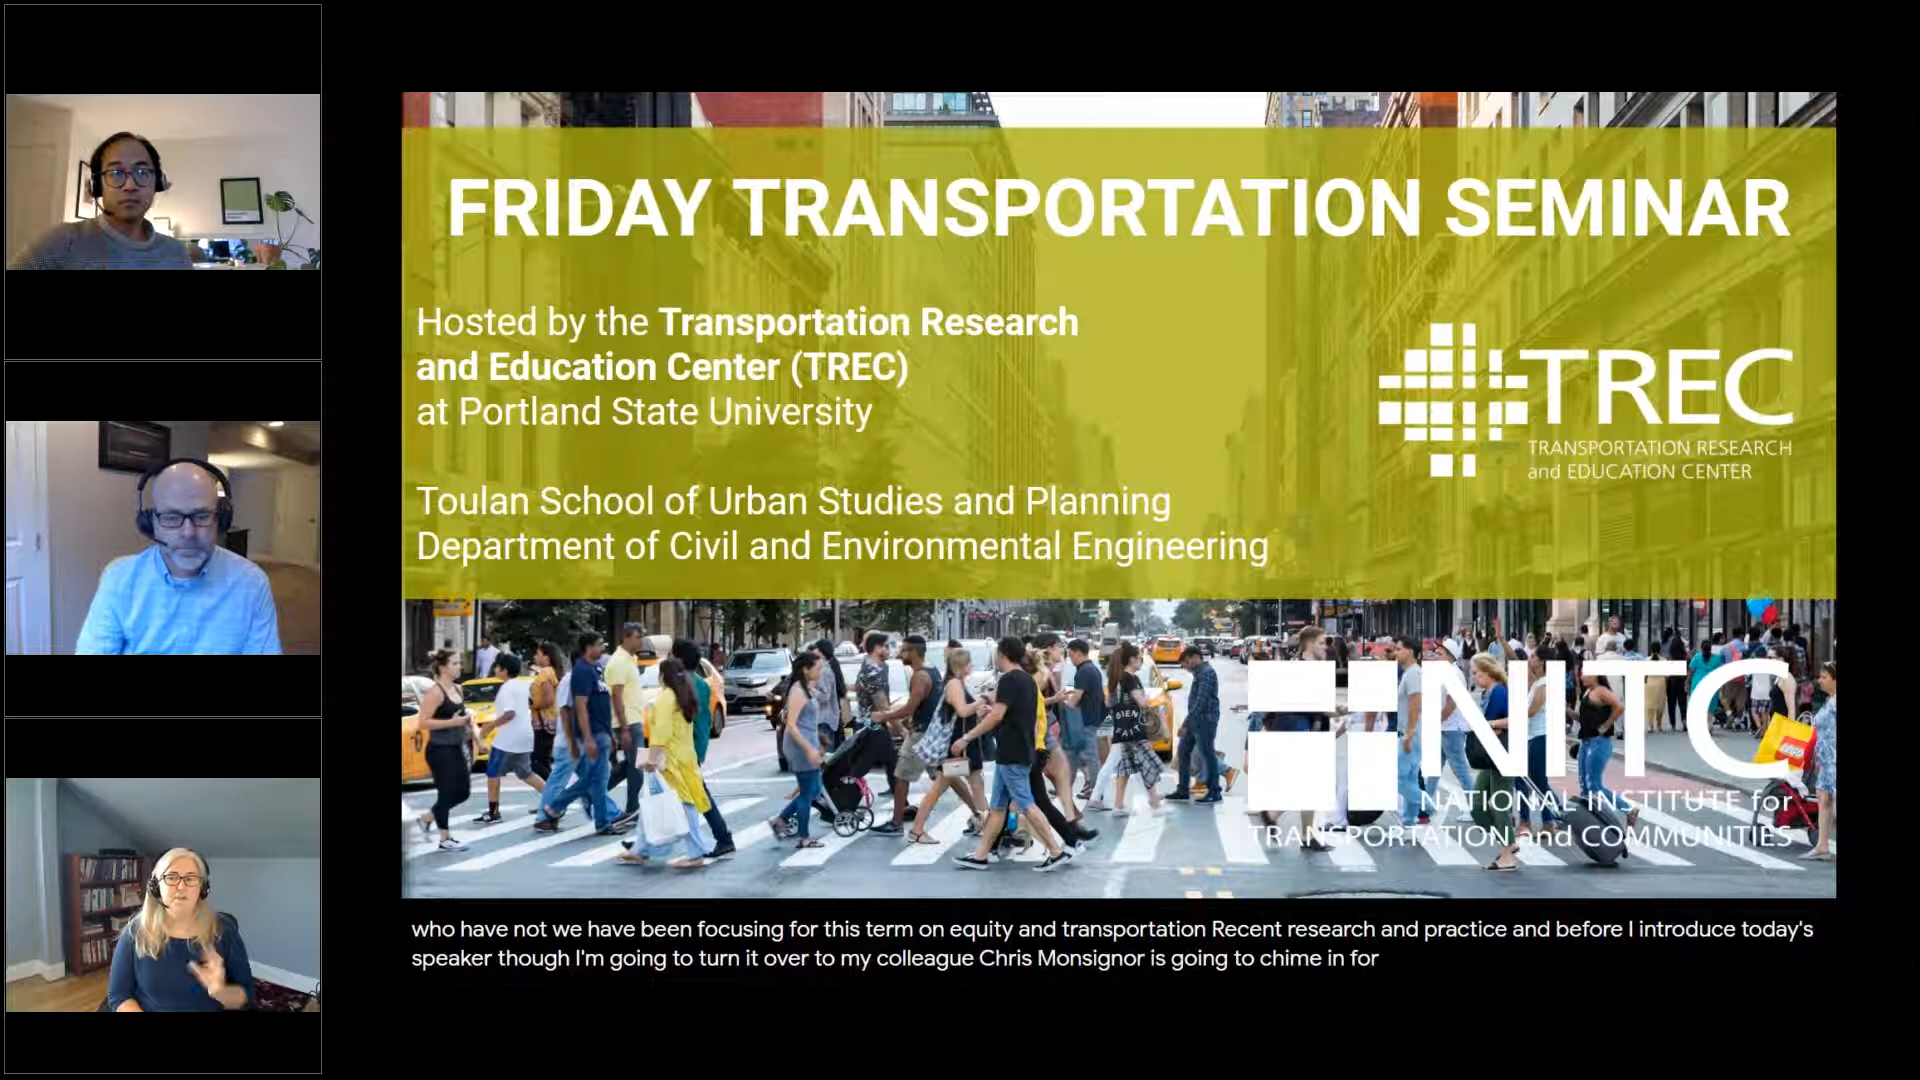 FRIDAY TRANSPORTATION SEMINAR
Hosted by the Transportation Research
and Education Center (TREC)
at Portland State University
Toulan School of Urban Studies and Planning
Department of Civil and Environmental Engineering
TREC
TRANSPORTATION RESEARCH
and EDUCATION CENTER
NITC
NATIONAL INSTITUTE for
TRANSPORTATION and COMMUNITIES
BIEN
FAIT
LEGO
who have not we have been focusing for this term on equity and transportation Recent research and practice and before I introduce today's
speaker though I'm going to turn it over to my colleague Chris Monsignor is going to chime in for